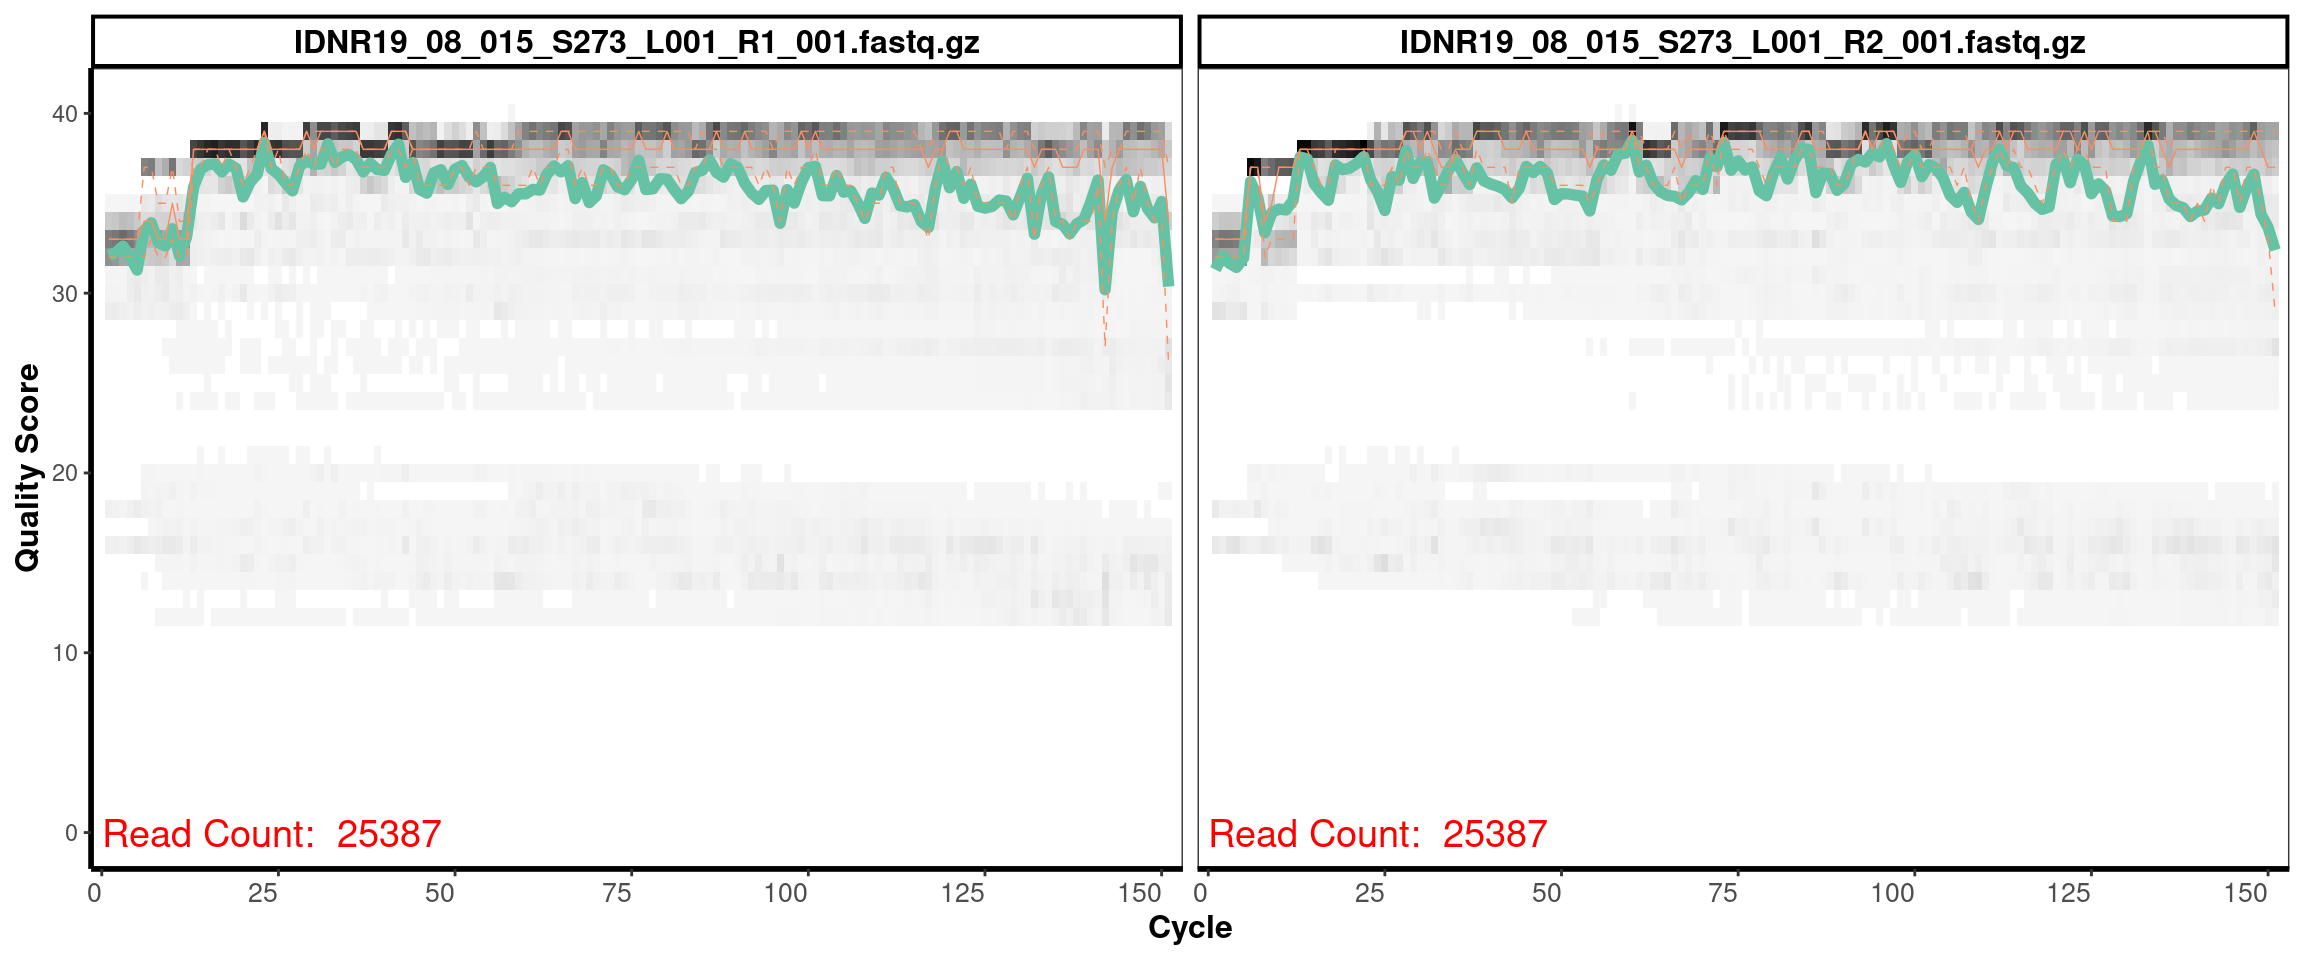 IDNR19_08_015_S273_L001_R1_001.fastq.gz
IDNR19_08_015_S273_L001_R2_001.fastq.gz
Quality Score
40
30
20
10
0
Read Count: 25387
Read Count: 25387
0 25 50 75 100 125 150
0 25 50 75 100 125 150
Cycle